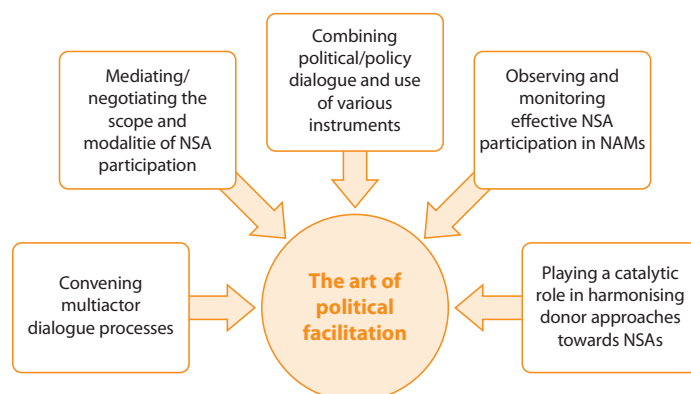 Combining
political/policy
dialogue and use
of various
instruments
Mediating/
negotiating the
scope and
modalitie of NSA
participation
Observing and
monitoring
effective NSA
participation in NAMs
Convening
multiactor
dialogue processes
The art of
political
facilitation
Playing a catalytic
role in harmonising
donor approaches
towards NSAs